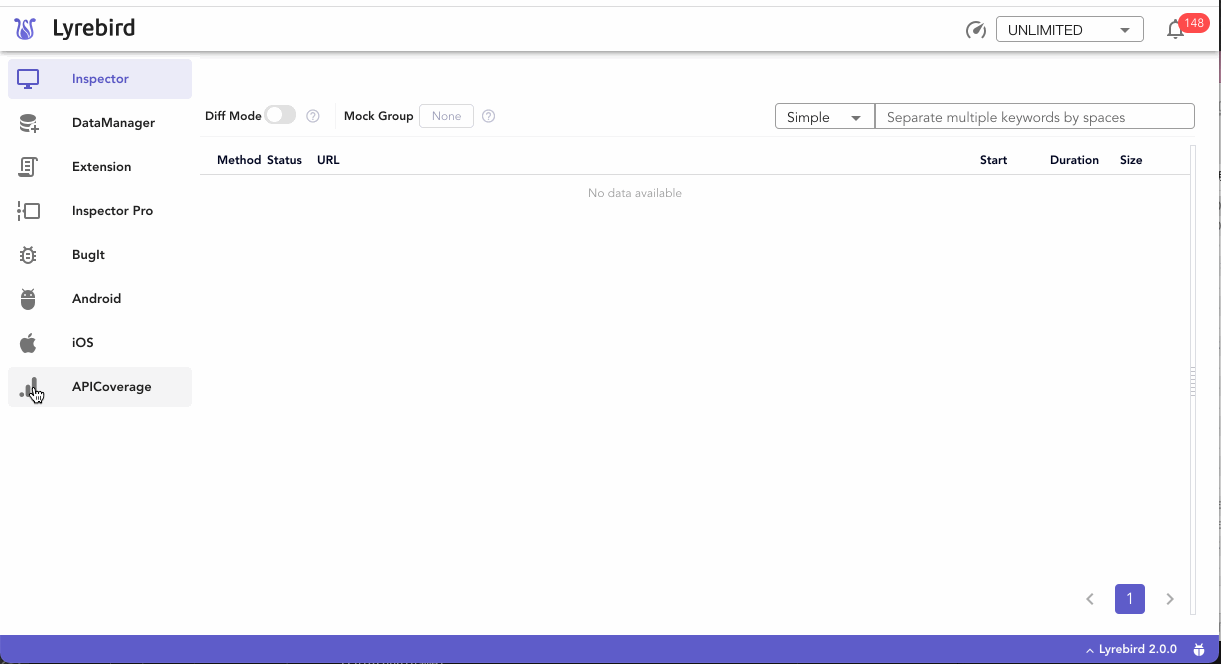 Lyrebird
UNLIMITED
148
Inspector
DataManager
Extension
Inspector Pro
BugIt
Android
iOS
APICoverage
Diff Mode
Mock Group None
Simple Separate multiple keywords by spaces
Method Status URL Start Duration Size
No data available
1
Lyrebird 2.0.0